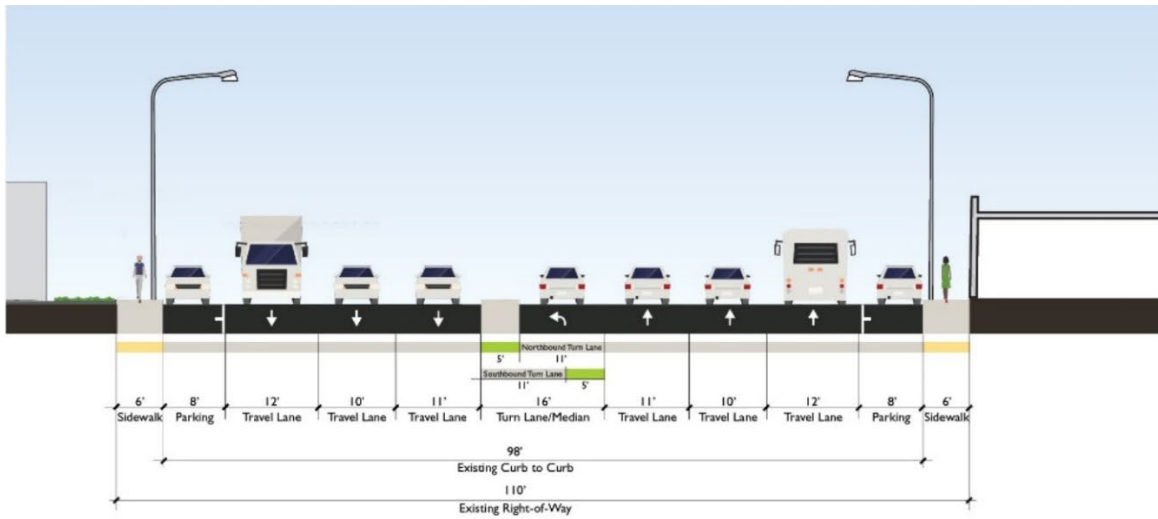 Northbound Turn Lane
5' 11'
Southbound Turn Lane
11' 5'
6' 8' 12' 10' 11' 16' 11' 10' 12' 8' 6'
Sidewalk Parking Travel Lane Travel Lane Travel Lane Turn Lane/Median Travel Lane Travel Lane Travel Lane Parking Sidewalk
98'
Existing Curb to Curb
110'
Existing Right-of-Way